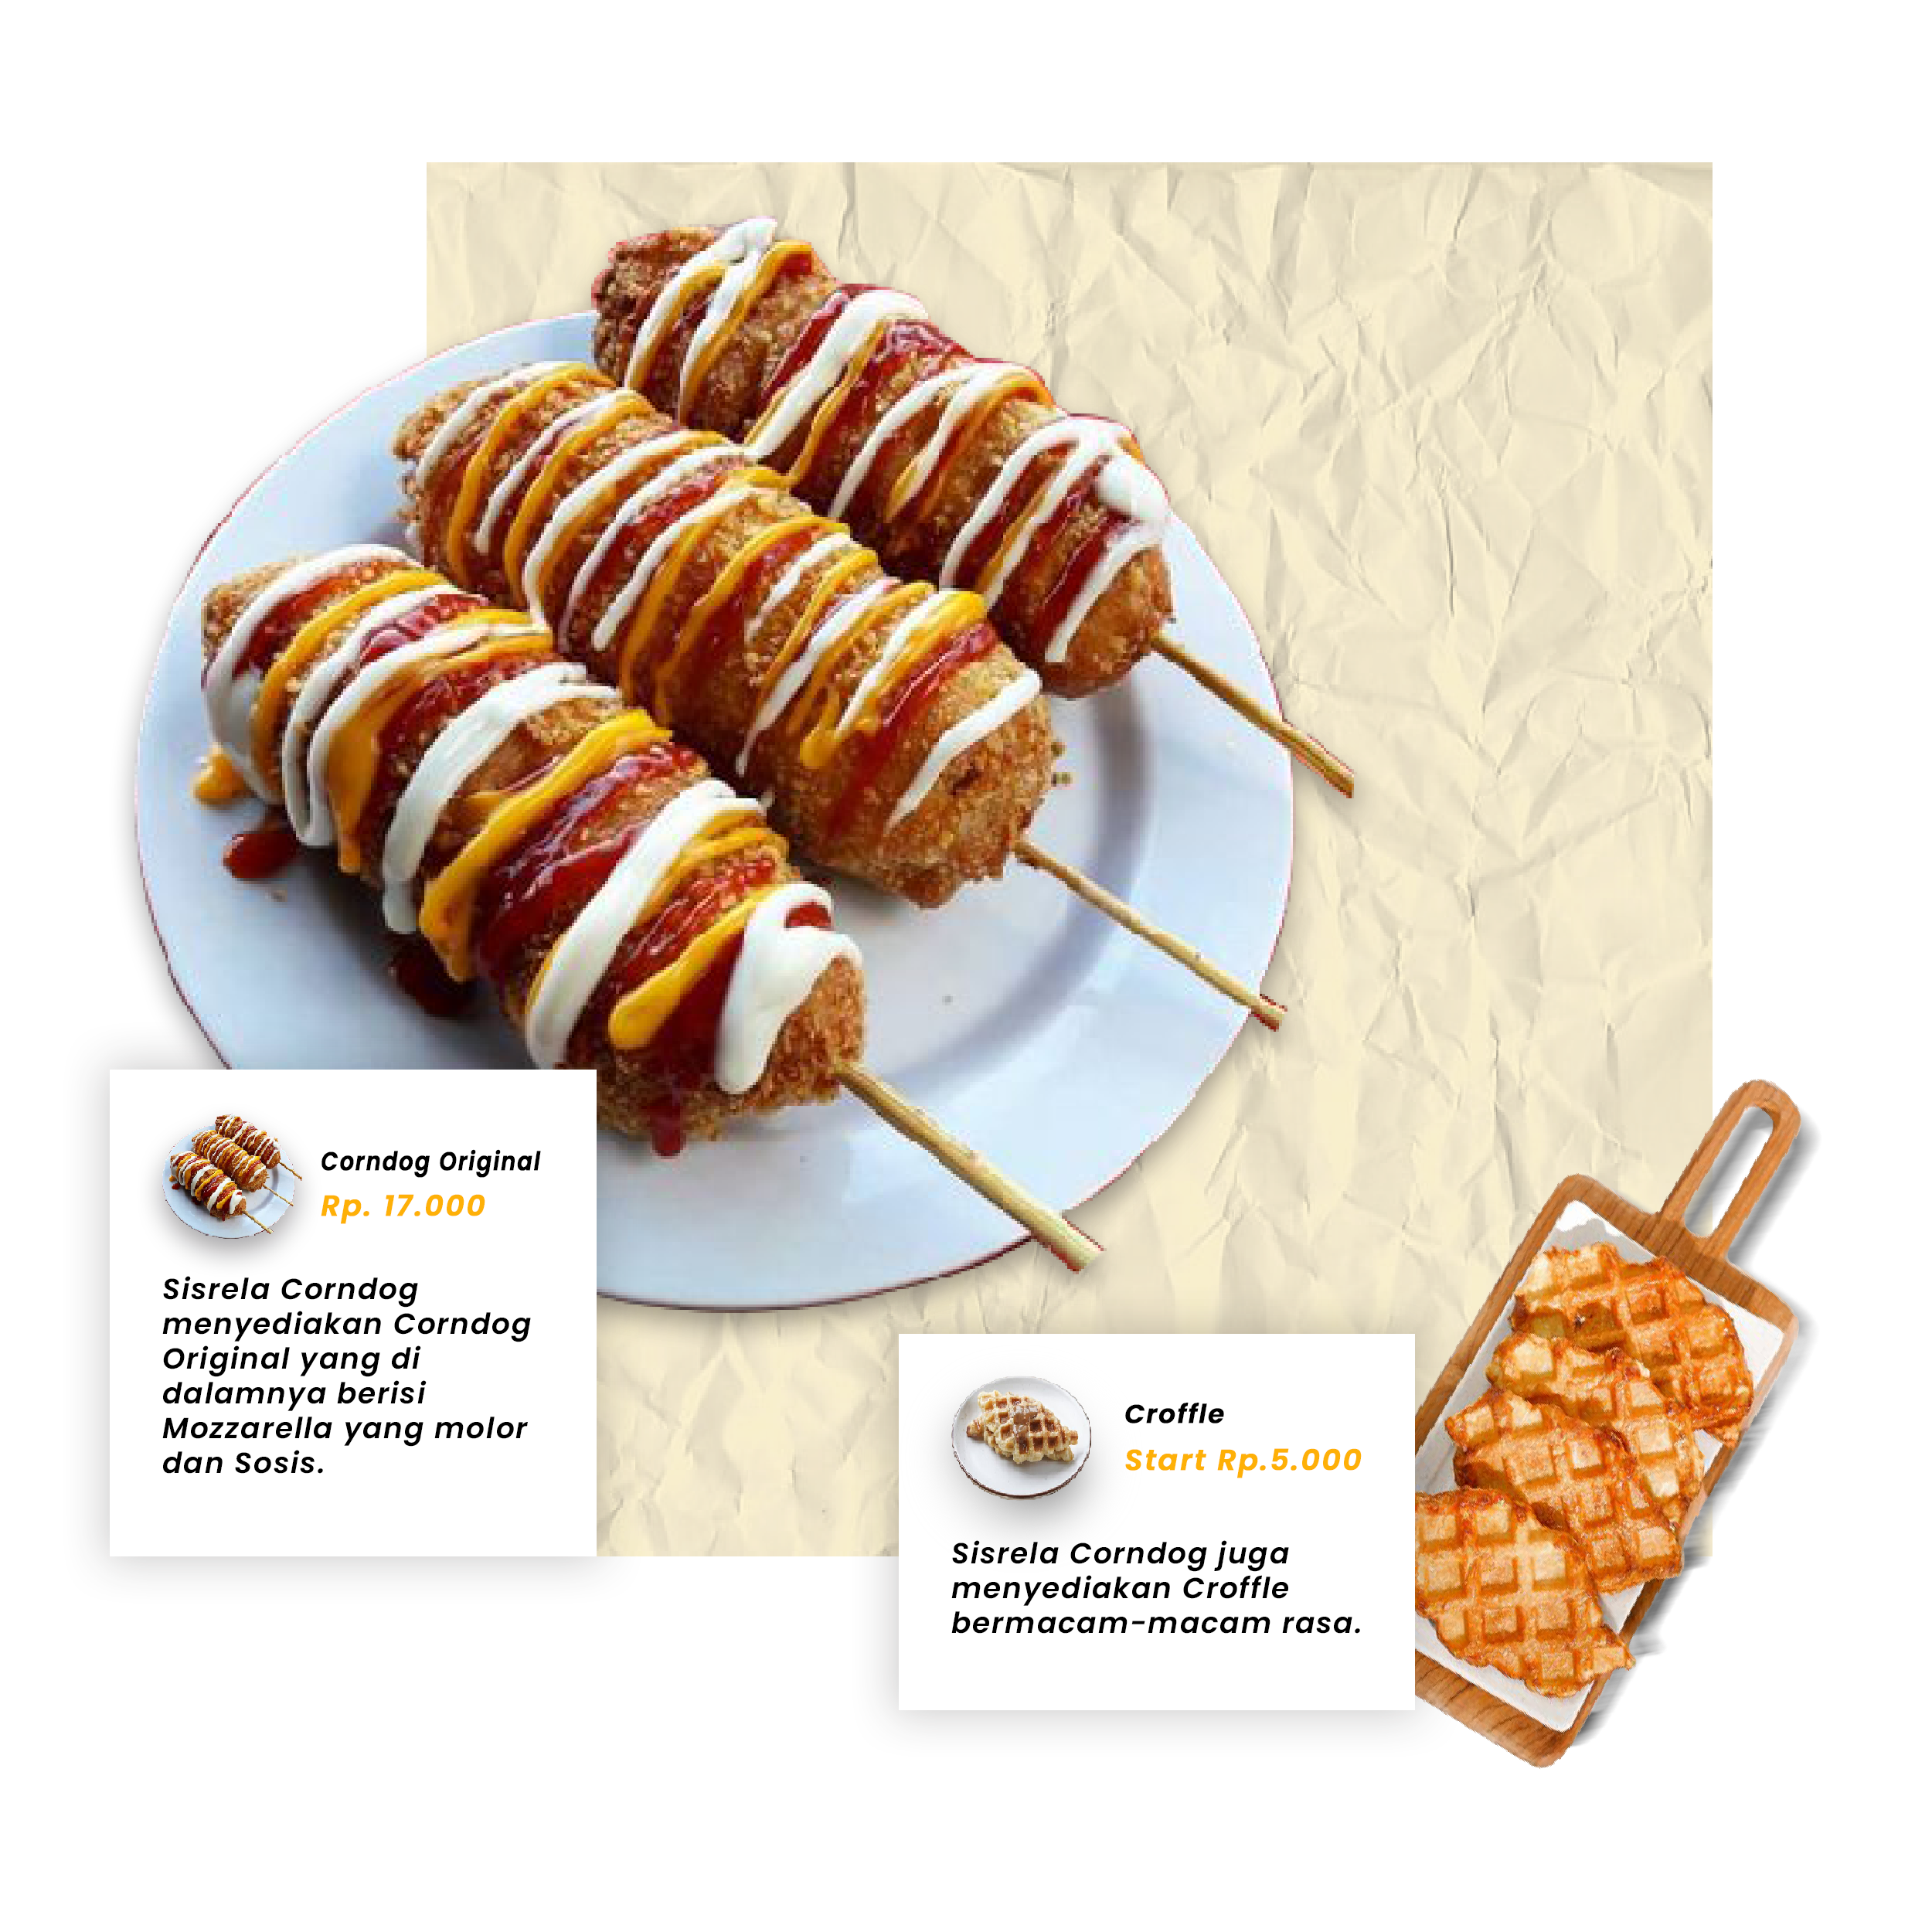 Corndog Original
Rp. 17.000
Sisrela Corndog
menyediakan Corndog
Original yang di
dalamnya berisi
Mozzarella yang molor
dan Sosis.
Croffle
Start Rp.5.000
Sisrela Corndog juga
menyediakan Croffle
bermacam-macam rasa.